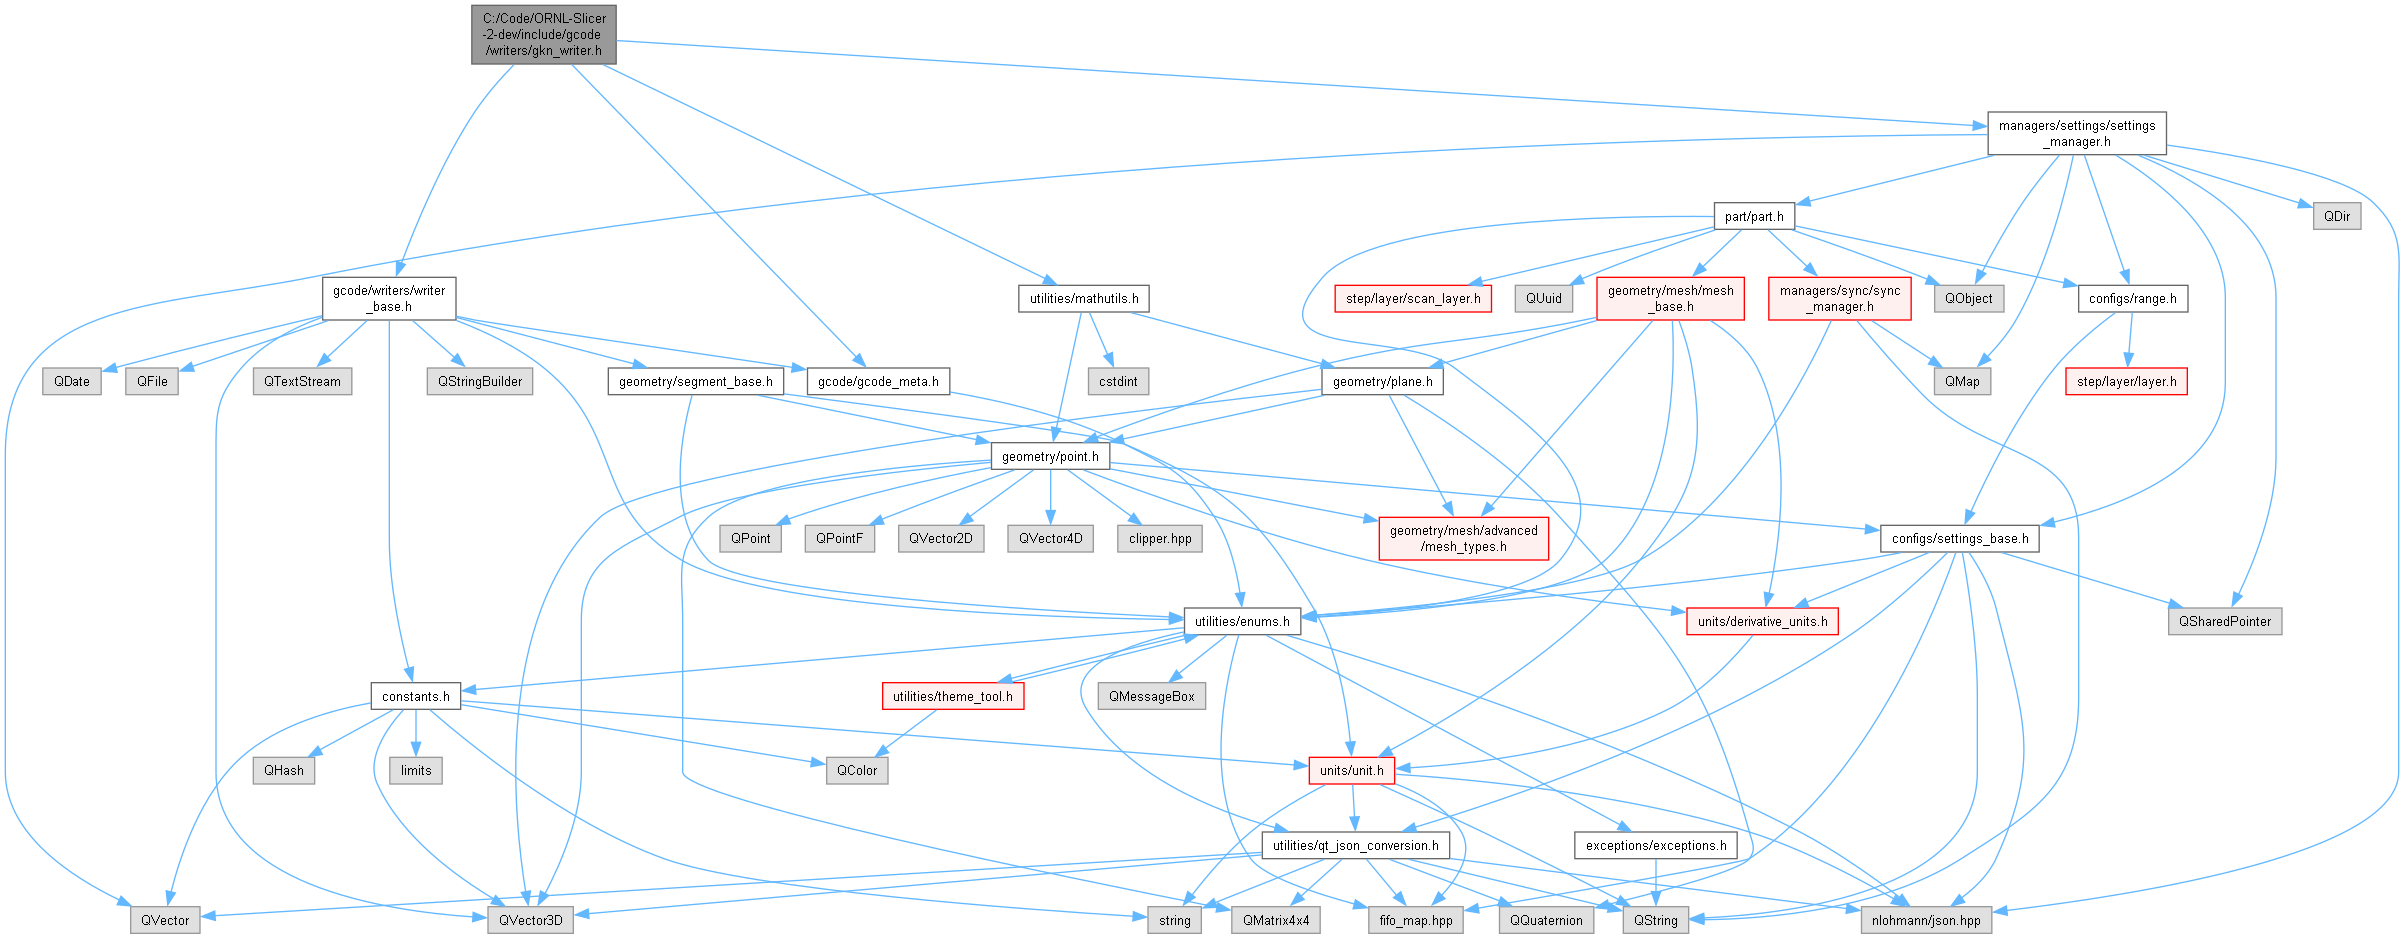 C:/Code/ORNL-Slicer
-2-dev/include/gcode
/writers/gkn_writer.h
managers/settings/settings
_manager.h
part/part.h
QDir
gcode/writers/writer
_base.h
utilities/mathutils.h
step/layer/scan_layer.h
QUuid
geometry/mesh/mesh
_base.h
managers/sync/sync
_manager.h
QObject
configs/range.h
QDate
QFile
QTextStream
QStringBuilder
geometry/segment_base.h
gcode/gcode_meta.h
cstdint
geometry/plane.h
QMap
step/layer/layer.h
geometry/point.h
QPoint
QPointF
QVector2D
QVector4D
clipper.hpp
geometry/mesh/advanced
/mesh_types.h
configs/settings_base.h
utilities/enums.h
units/derivative_units.h
QSharedPointer
constants.h
utilities/theme_tool.h
QMessageBox
QHash
limits
QColor
units/unit.h
utilities/qt_json_conversion.h
exceptions/exceptions.h
QVector
QVector3D
string
QMatrix4x4
fifo_map.hpp
QQuaternion
QString
nlohmann/json.hpp